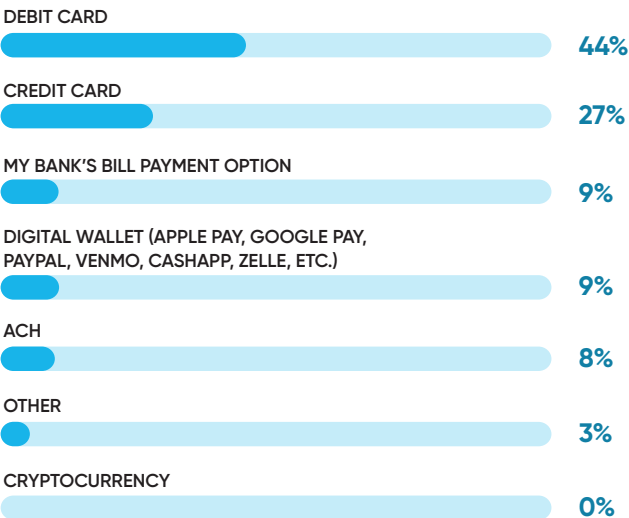 DEBIT CARD
44%
CREDIT CARD
27%
MY BANK'S BILL PAYMENT OPTION
9%
DIGITAL WALLET (APPLE PAY, GOOGLE PAY,
PAYPAL, VENMO, CASHAPP, ZELLE, ETC.)
9%
ACH
8%
OTHER
3%
CRYPTOCURRENCY
0%